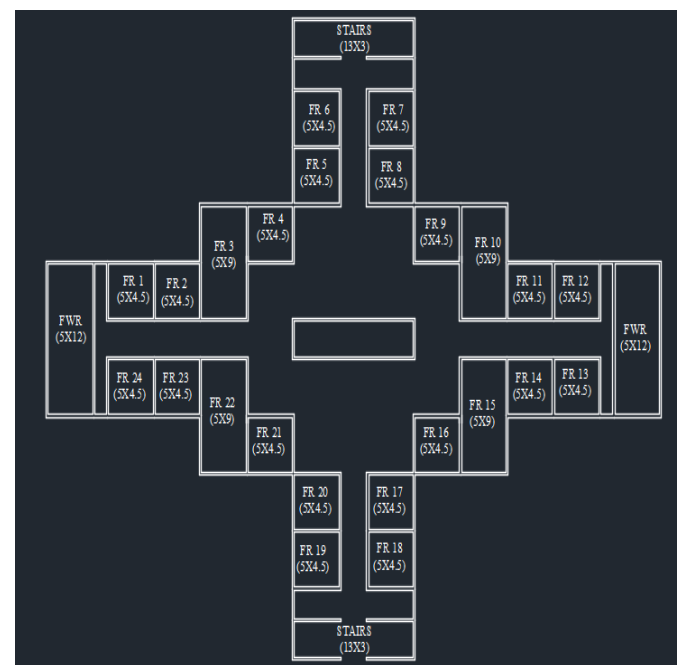 STAIRS
(13X3)
FR 6
(5X4.5)
FR 7
(5X4.5)
FR 5
(5X4.5)
FR 8
(5X4.5)
FR 3
(5X9)
FR 4
(5X4.5)
FR 9
(5X4.5)
FR 10
(5X9)
FWR
(5X12)
FR 1
(5X4.5)
FR 2
(5X4.5)
FR 11
(5X4.5)
FR 12
(5X4.5)
FWR
(5X12)
FR 24
(5X4.5)
FR 23
(5X4.5)
FR 22
(5X9)
FR 21
(5X4.5)
FR 16
(5X4.5)
FR 15
(5X9)
FR 14
(5X4.5)
FR 13
(5X4.5)
FR 20
(5X4.5)
FR 17
(5X4.5)
FR 19
(5X4.5)
FR 18
(5X4.5)
STAIRS
(13X3)